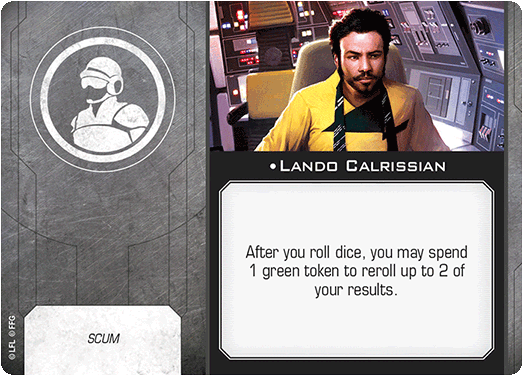 •Lando Calrissian
After you roll dice, you may spend
1 green token to reroll up to 2 of
your results.
SCUM
© LFL © FFG